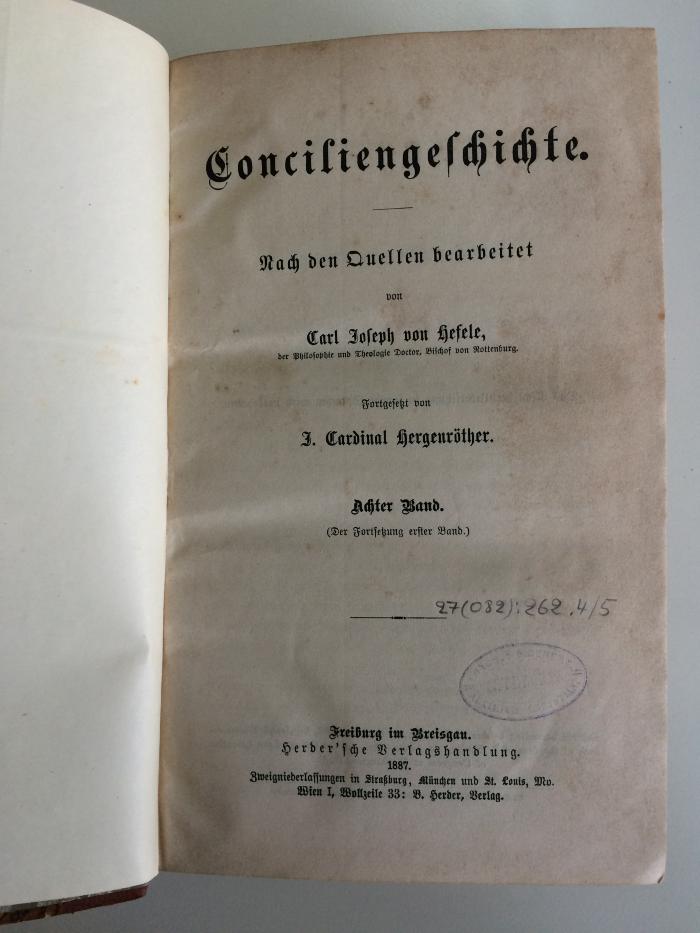 Conciliengeschichte.
Nach den Quellen bearbeitet
von
Carl Joseph von Hefele,
der Philosophie und Theologie Doctor, Bischof von Rottenburg.
Fortgesetzt von
J. Cardinal Hergenröther.
Achter Band.
(Der Fortsetzung erster Band.)
27(082):262.4/5
Freiburg im Breisgau.
Herder'sche Verlagshandlung.
1887.
Zweigniederlassungen in Straßburg, München und St. Louis, Mo.
Wien I, Wollzeile 33: B. Herder, Verlag.